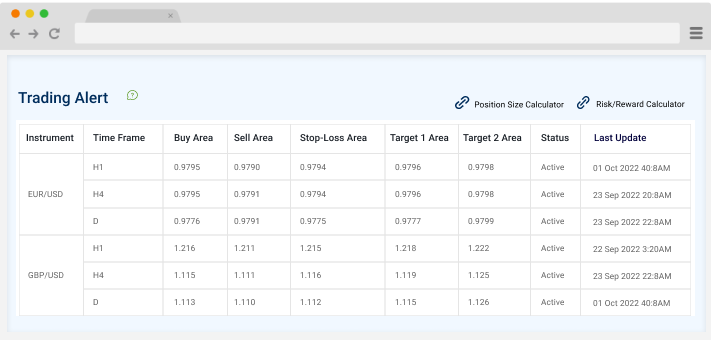 Trading Alert ?
Position Size Calculator Risk/Reward Calculator
Instrument Time Frame Buy Area Sell Area Stop-Loss Area Target 1 Area Target 2 Area Status Last Update
EUR/USD
H1 0.9795 0.9790 0.9794 0.9796 0.9798 Active 01 Oct 2022 40:8AM
H4 0.9795 0.9791 0.9794 0.9796 0.9798 Active 23 Sep 2022 20:8AM
D 0.9776 0.9791 0.9775 0.9777 0.9799 Active 23 Sep 2022 22:8AM
GBP/USD
H1 1.216 1.211 1.215 1.218 1.222 Active 22 Sep 2022 3:20AM
H4 1.115 1.111 1.116 1.119 1.125 Active 23 Sep 2022 22:8AM
D 1.113 1.110 1.112 1.115 1.126 Active 01 Oct 2022 40:8AM